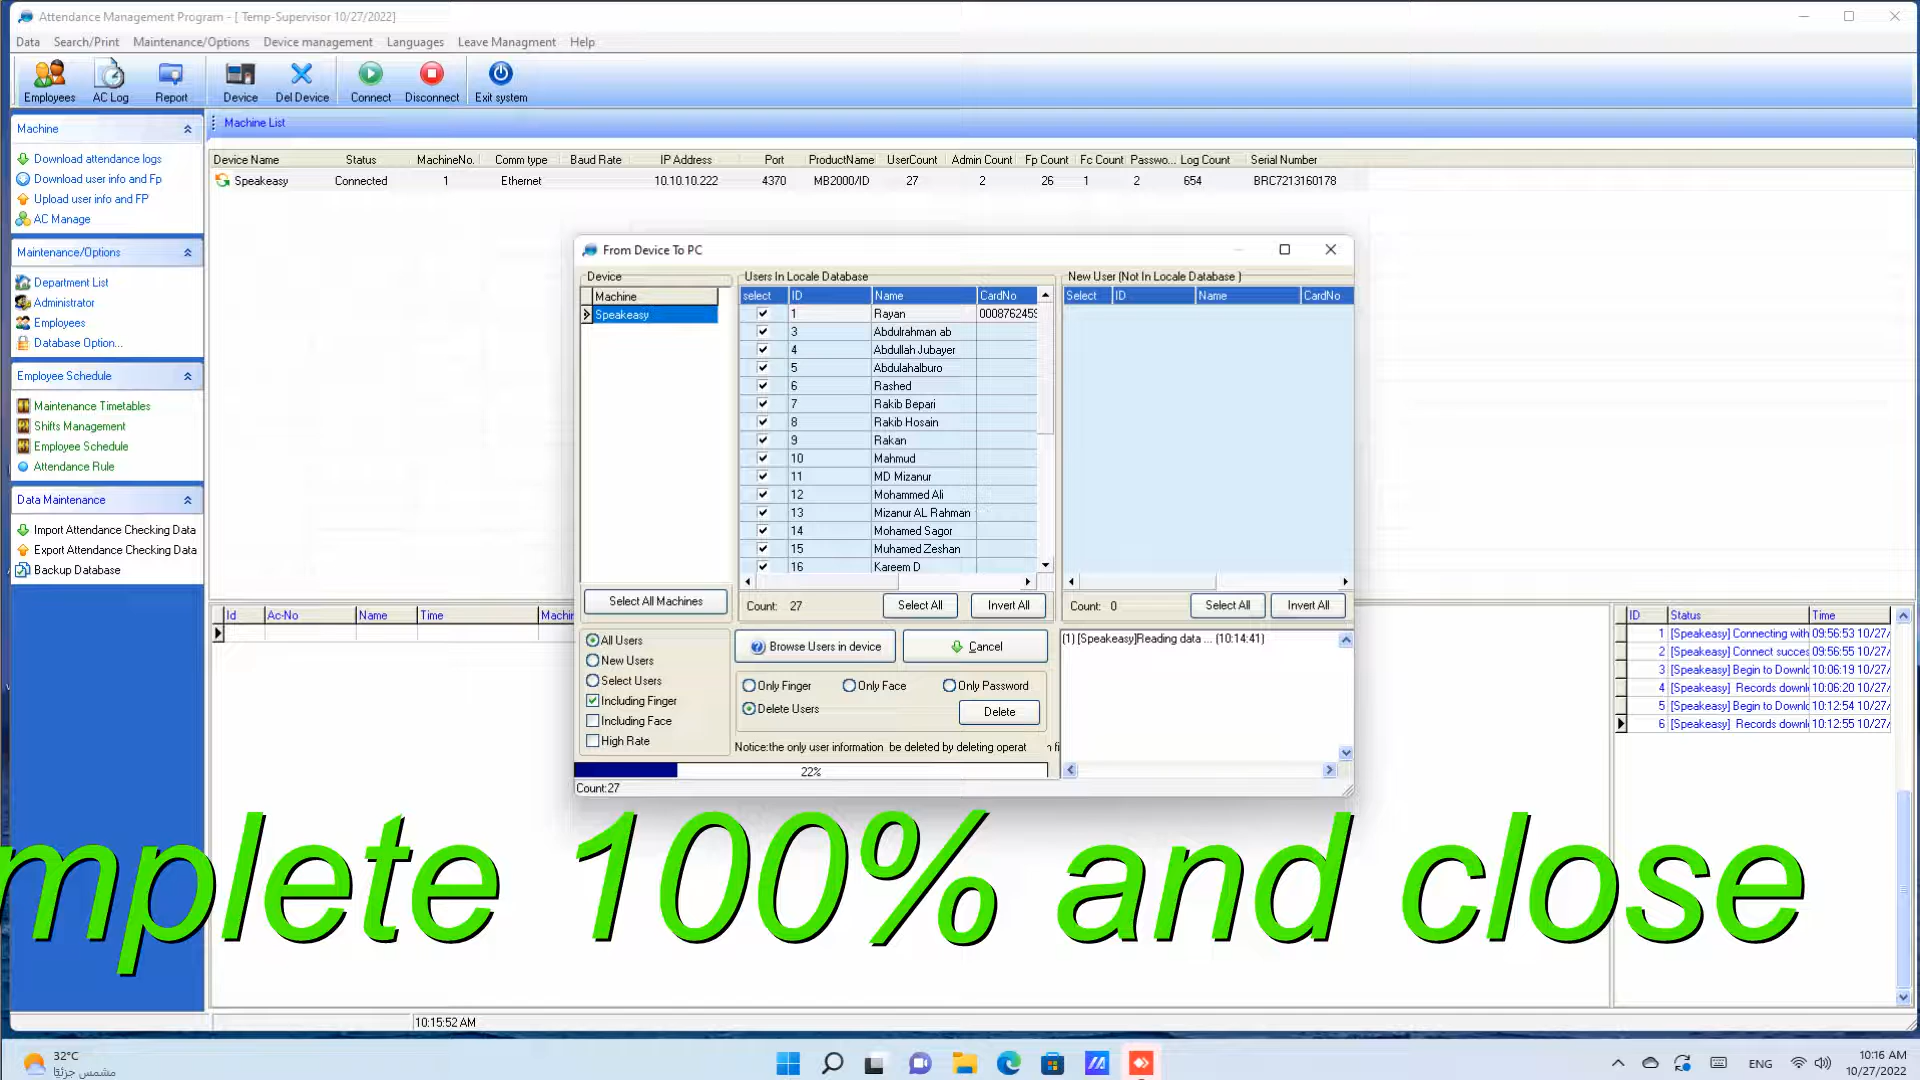 Attendance Management Program - [ Temp-Supervisor 10/27/2022]
Data Search/Print Maintenance/Options Device management Languages Leave Managment Help
Employees AC Log Report Device Del Device Connect Disconnect Exit system
Machine
Download attendance logs
Download user info and Fp
Upload user info and FP
AC Manage
Maintenance/Options
Department List
Administrator
Employees
Database Option...
Employee Schedule
Maintenance Timetables
Shifts Management
Employee Schedule
Attendance Rule
Data Maintenance
Import Attendance Checking Data
Export Attendance Checking Data
Backup Database
Machine List
Device Name Status MachineNo. Comm type Baud Rate IP Address Port ProductName UserCount Admin Count Fp Count Fc Count Passwo... Log Count Serial Number
Speakeasy Connected 1 Ethernet 10.10.10.222 4370 MB2000/ID 27 2 26 1 2 654 BRC7213160178
From Device To PC
Device
Machine
Speakeasy
Select All Machines
Users In Locale Database
select ID Name CardNo
1 Rayan 000876245
3 Abdulrahman ab
4 Abdullah Jubayer
5 Abdulahalburo
6 Rashed
7 Rakib Bepari
8 Rakib Hosain
9 Rakan
10 Mahmud
11 MD Mizanur
12 Mohammed Ali
13 Mizanur AL Rahman
14 Mohamed Sagor
15 Muhamed Zeshan
16 Kareem D
Count: 27 Select All Invert All
New User (Not In Locale Database )
Select ID Name CardNo
Count: 0 Select All Invert All
All Users
New Users
Select Users
Including Finger
Including Face
High Rate
Browse Users in device Cancel
Only Finger Only Face Only Password
Delete Users Delete
Notice:the only user information be deleted by deleting operat
22%
Count:27
(1) [Speakeasy]Reading data ... (10:14:41)
Id Ac-No Name Time Machin
ID Status Time
1 [Speakeasy] Connecting with 09:56:53 10/27/
2 [Speakeasy] Connect succes 09:56:55 10/27/
3 [Speakeasy] Begin to Downlo 10:06:19 10/27/
4 [Speakeasy] Records downl 10:06:20 10/27/
5 [Speakeasy] Begin to Downlo 10:12:54 10/27/
6 [Speakeasy] Records downl 10:12:55 10/27/
mplete 100% and close
10:15:52 AM
32°C
مشمس جزئيًا
ENG
10:16 AM
10/27/2022